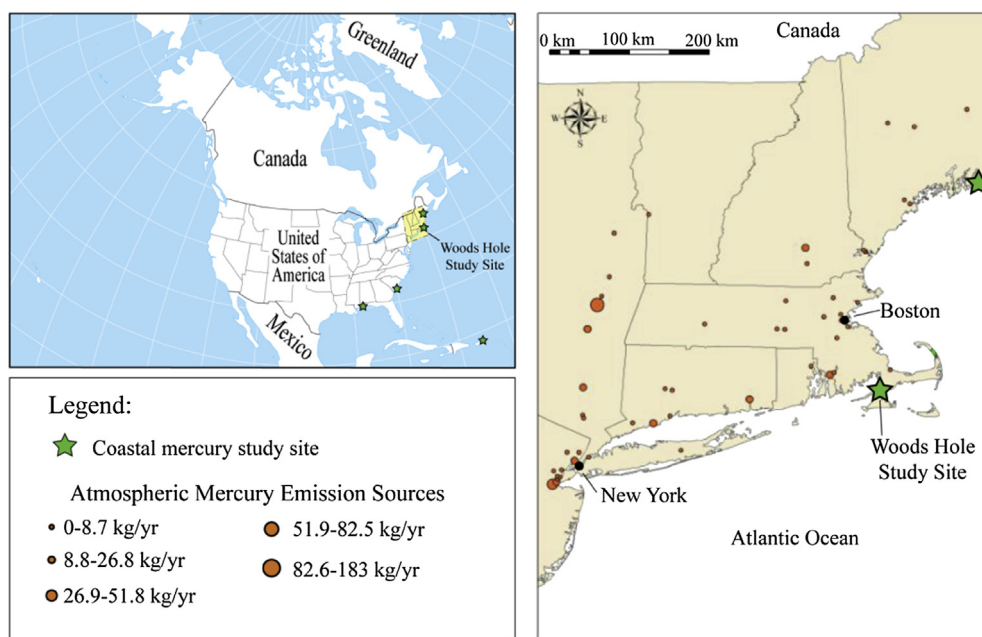 Greenland
Canada
United
States of
America
Mexico
Woods Hole
Study Site
Legend:
Coastal mercury study site
Atmospheric Mercury Emission Sources
0-8.7 kg/yr
8.8-26.8 kg/yr
26.9-51.8 kg/yr
51.9-82.5 kg/yr
82.6-183 kg/yr
0 km 100 km 200 km
Canada
N
W E
S
Boston
Woods Hole
Study Site
New York
Atlantic Ocean